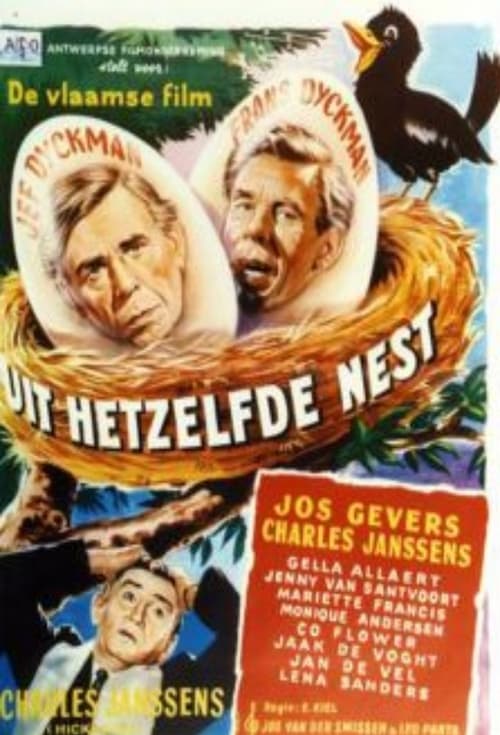 ANTWERPSE FILMONDERNEMING
stelt voor:
De vlaamse film
JEF DYCKMAN
FRANS DYCKMAN
UIT HETZELFDE NEST
JOS GEVERS
CHARLES JANSSENS
GELLA ALLAERT
JENNY VAN SANTVOORT
MARIETTE FRANCIS
MONIQUE ANDERSEN
CO FLOWER
JAAK DE VOGHT
JAN DE VEL
LENA SANDERS
Regie: E. KIEL
JOE VAN DER SMISSEN & LEO PARTA
CHARLES JANSSENS